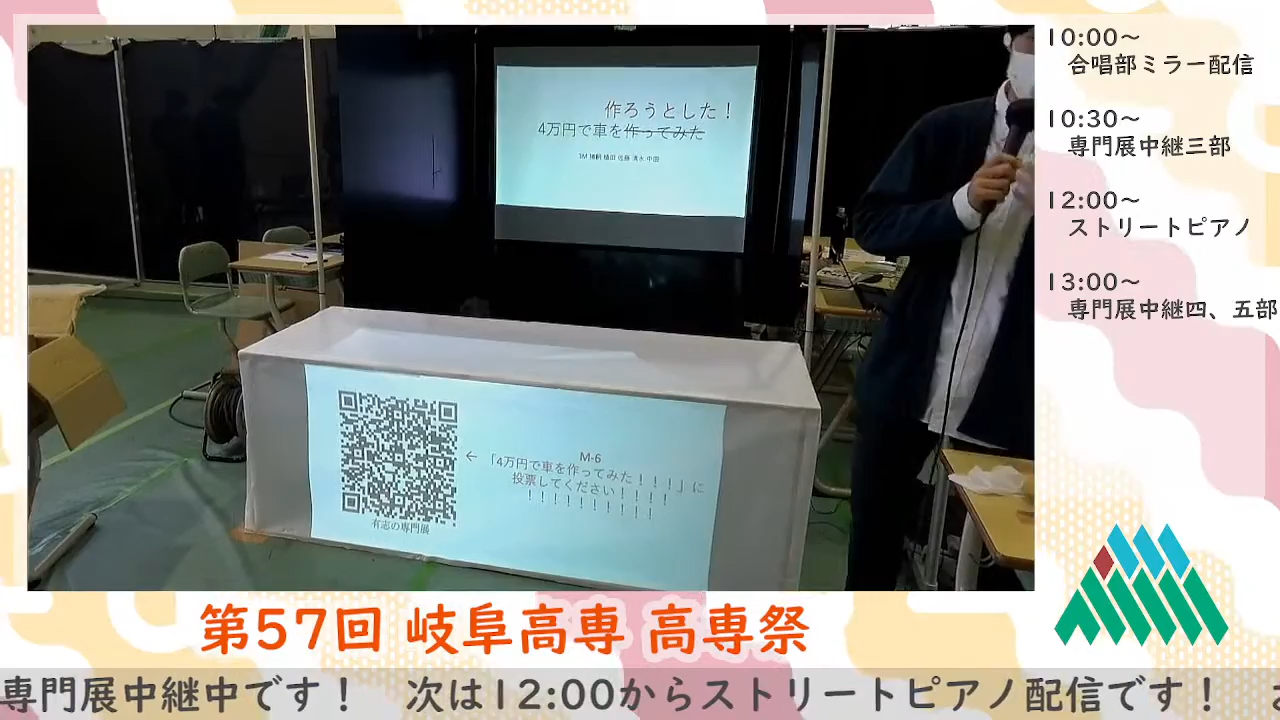 作ろうとした！
4万円で車を作ってみた
M-6
← 「4万円で車を作ってみた！！！」に
投票してください！！！！
！！！！！！！！！！
有志の専門展
10:00～
合唱部ミラー配信
10:30～
専門展中継三部
12:00～
ストリートピアノ
13:00～
専門展中継四、五部
第57回 岐阜高専 高専祭
専門展中継中です！　次は12:00からストリートピアノ配信です！